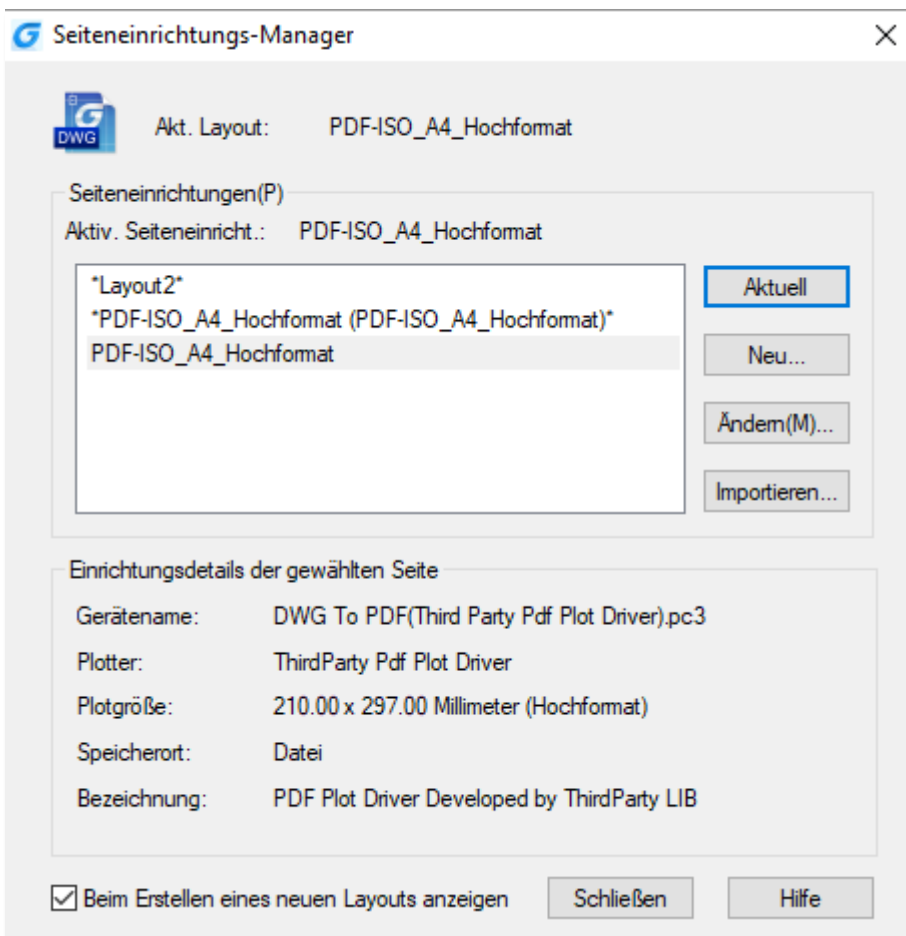 Seiteneinrichtungs-Manager
DWG
Akt. Layout: PDF-ISO_A4_Hochformat
Seiteneinrichtungen(P)
Aktiv. Seiteneinricht.: PDF-ISO_A4_Hochformat
*Layout2*
*PDF-ISO_A4_Hochformat (PDF-ISO_A4_Hochformat)*
PDF-ISO_A4_Hochformat
Aktuell
Neu...
Ändern(M)...
Importieren...
Einrichtungsdetails der gewählten Seite
Gerätename: DWG To PDF(Third Party Pdf Plot Driver).pc3
Plotter: ThirdParty Pdf Plot Driver
Plotgröße: 210.00 x 297.00 Millimeter (Hochformat)
Speicherort: Datei
Bezeichnung: PDF Plot Driver Developed by ThirdParty LIB
Beim Erstellen eines neuen Layouts anzeigen Schließen Hilfe